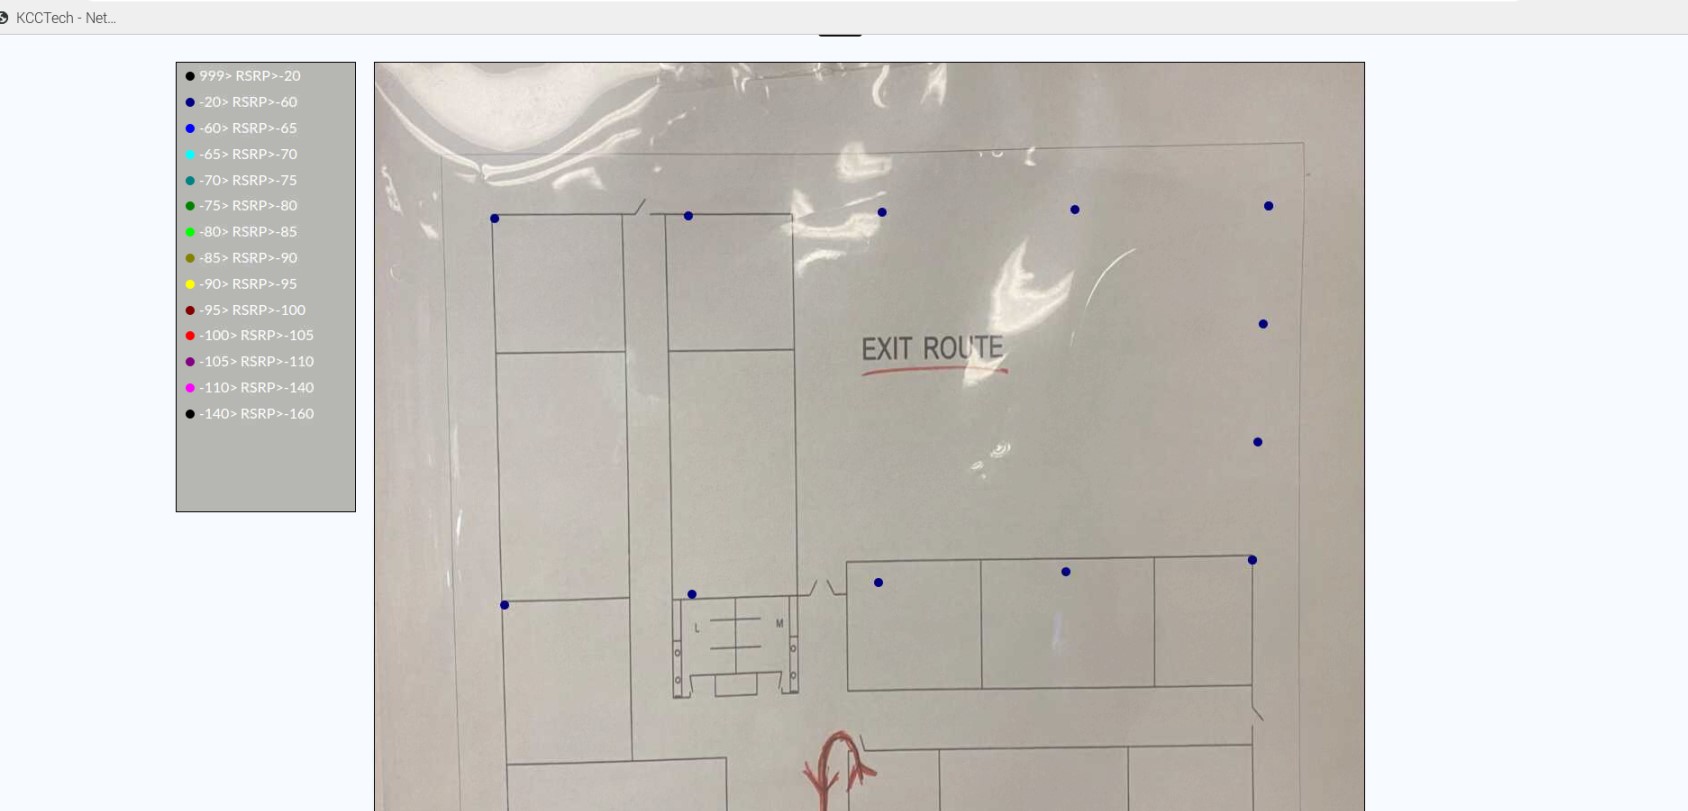 KCCTech - Net...
999> RSRP>-20
-20> RSRP>-60
-60> RSRP>-65
-65> RSRP>-70
-70> RSRP>-75
-75> RSRP>-80
-80> RSRP>-85
-85> RSRP>-90
-90> RSRP>-95
-95> RSRP>-100
-100> RSRP>-105
-105> RSRP>-110
-110> RSRP>-140
-140> RSRP>-160
EXIT ROUTE
L M